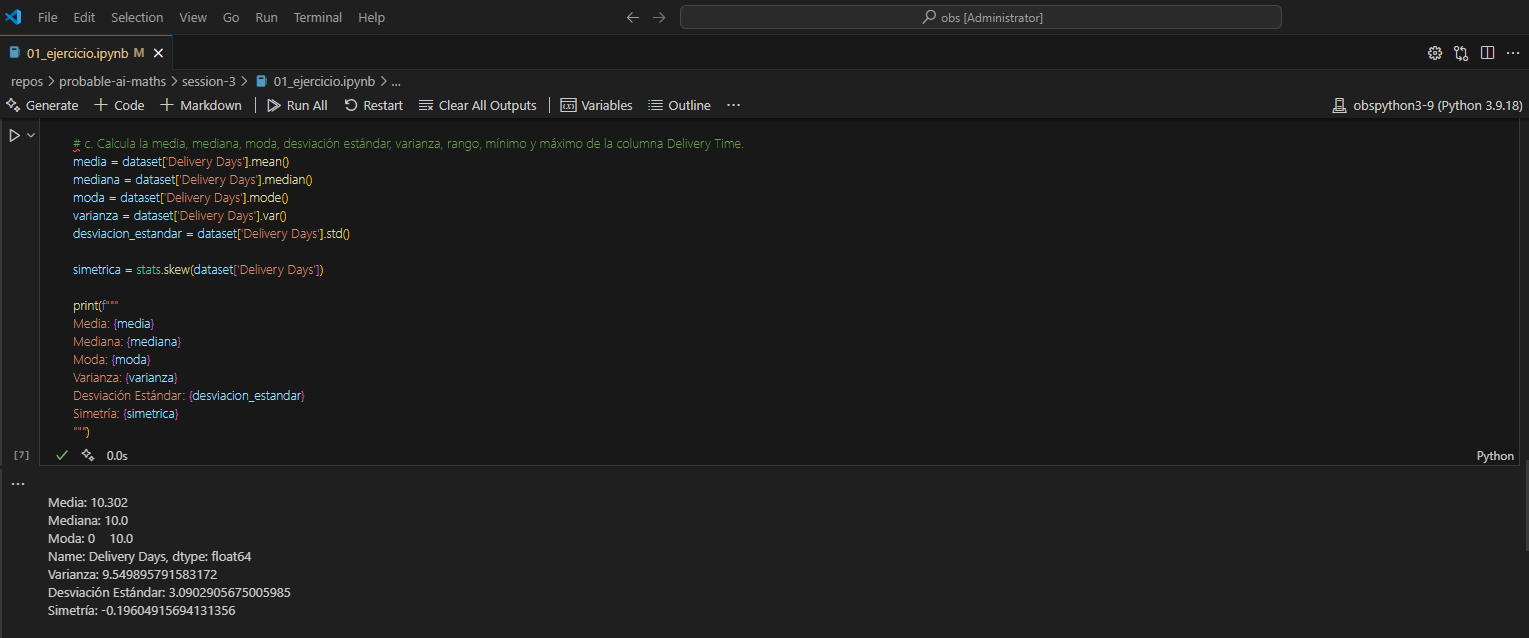 File Edit Selection View Go Run Terminal Help
obs [Administrator]
01_ejercicio.ipynb M
repos > probable-ai-maths > session-3 > 01_ejercicio.ipynb > ...
Generate + Code + Markdown | Run All Restart Clear All Outputs | Variables Outline ...
obspython3-9 (Python 3.9.18)
# c. Calcula la media, mediana, moda, desviación estándar, varianza, rango, mínimo y máximo de la columna Delivery Time.
media = dataset['Delivery Days'].mean()
mediana = dataset['Delivery Days'].median()
moda = dataset['Delivery Days'].mode()
varianza = dataset['Delivery Days'].var()
desviacion_estandar = dataset['Delivery Days'].std()
simetrica = stats.skew(dataset['Delivery Days'])
print(f"""
Media: {media}
Mediana: {mediana}
Moda: {moda}
Varianza: {varianza}
Desviación Estándar: {desviacion_estandar}
Simetría: {simetrica}
""")
[7] 0.0s
Python
...
Media: 10.302
Mediana: 10.0
Moda: 0    10.0
Name: Delivery Days, dtype: float64
Varianza: 9.549895791583172
Desviación Estándar: 3.0902905675005985
Simetría: -0.19604915694131356